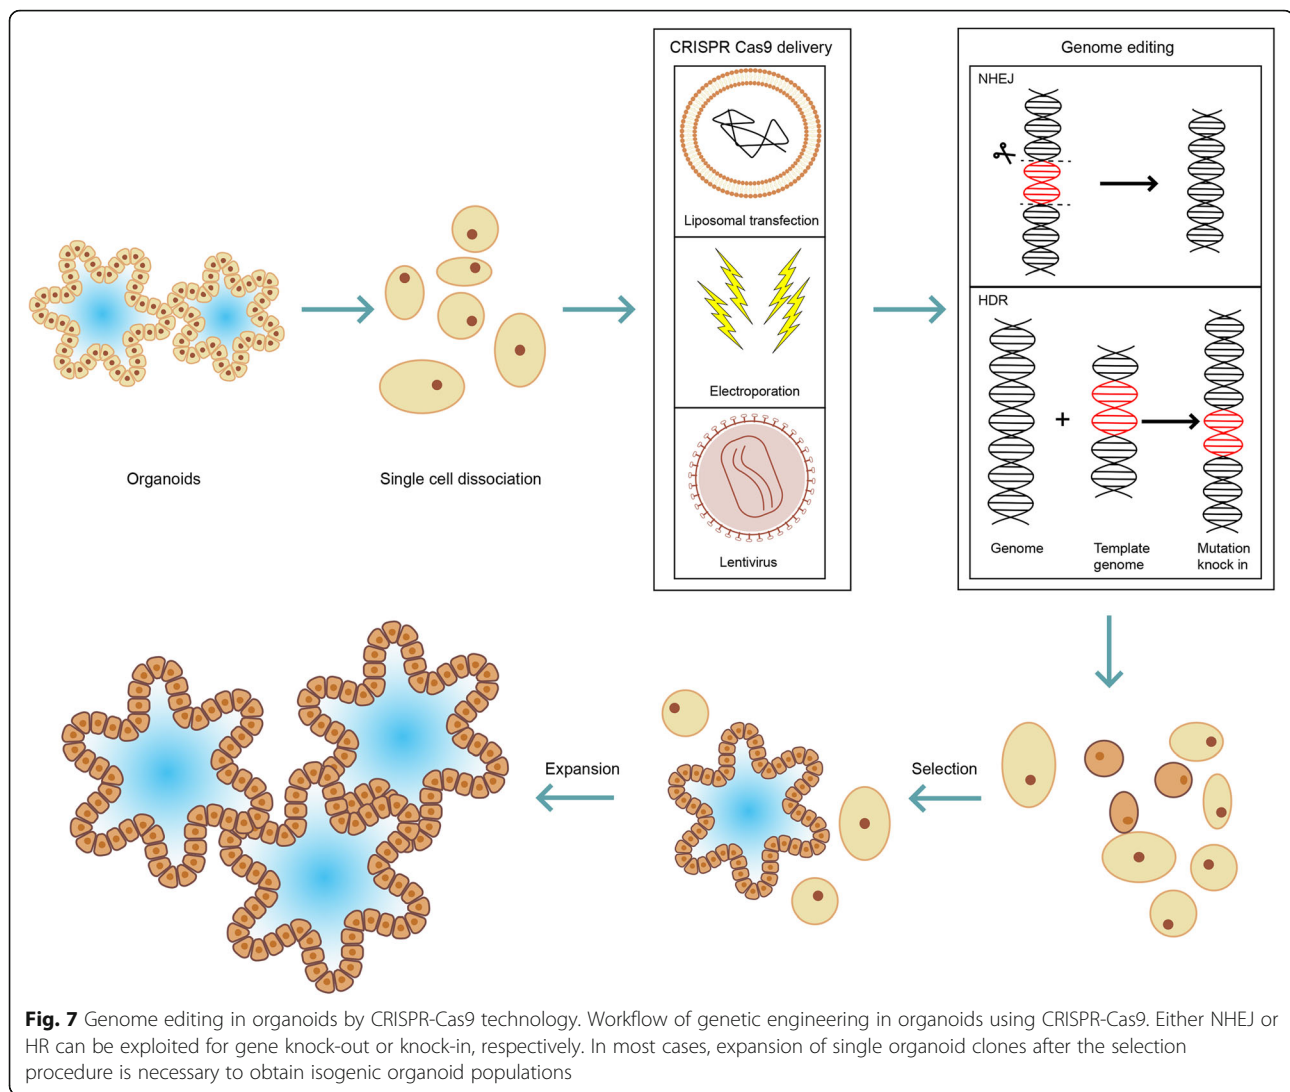 CRISPR Cas9 delivery
Genome editing
NHEJ
Liposomal transfection
HDR
Electroporation
+
Organoids
Single cell dissociation
Lentivirus
Genome
Template
genome
Mutation
knock in
Expansion
Selection
Fig. 7 Genome editing in organoids by CRISPR-Cas9 technology. Workflow of genetic engineering in organoids using CRISPR-Cas9. Either NHEJ or
HR can be exploited for gene knock-out or knock-in, respectively. In most cases, expansion of single organoid clones after the selection
procedure is necessary to obtain isogenic organoid populations